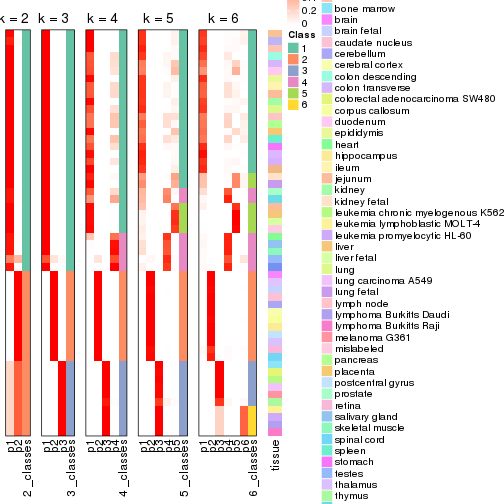 k = 2 k = 3 k = 4 k = 5 k = 6
0.2
0
Class
1
2
3
4
5
6
bone marrow
brain
brain fetal
caudate nucleus
cerebellum
cerebral cortex
colon descending
colon transversal
colorectal adenocarcinoma SW480
corpus callosum
duodenum
epididymis
heart
hippocampus
ileum
jejunum
kidney
kidney fetal
leukemia chronic myelogenous K562
leukemia lymphoblastic MOLT-4
leukemia promyelocytic HL-60
liver
liver fetal
lung
lung carcinoma A549
lung fetal
lymph node
lymphoma Burkitts Daudi
lymphoma Burkitts Raji
melanoma G361
mislabeled
pancreas
placenta
postcentral gyrus
prostate
retina
salivary gland
skeletal muscle
spinal cord
spleen
stomach
testes
thalamus
thymus
p1
p2
2_classes
p1
p2
p3
3_classes
p1
p2
p3
p4
4_classes
p1
p2
p3
p4
p5
5_classes
p1
p2
p3
p4
p5
p6
6_classes
tissue